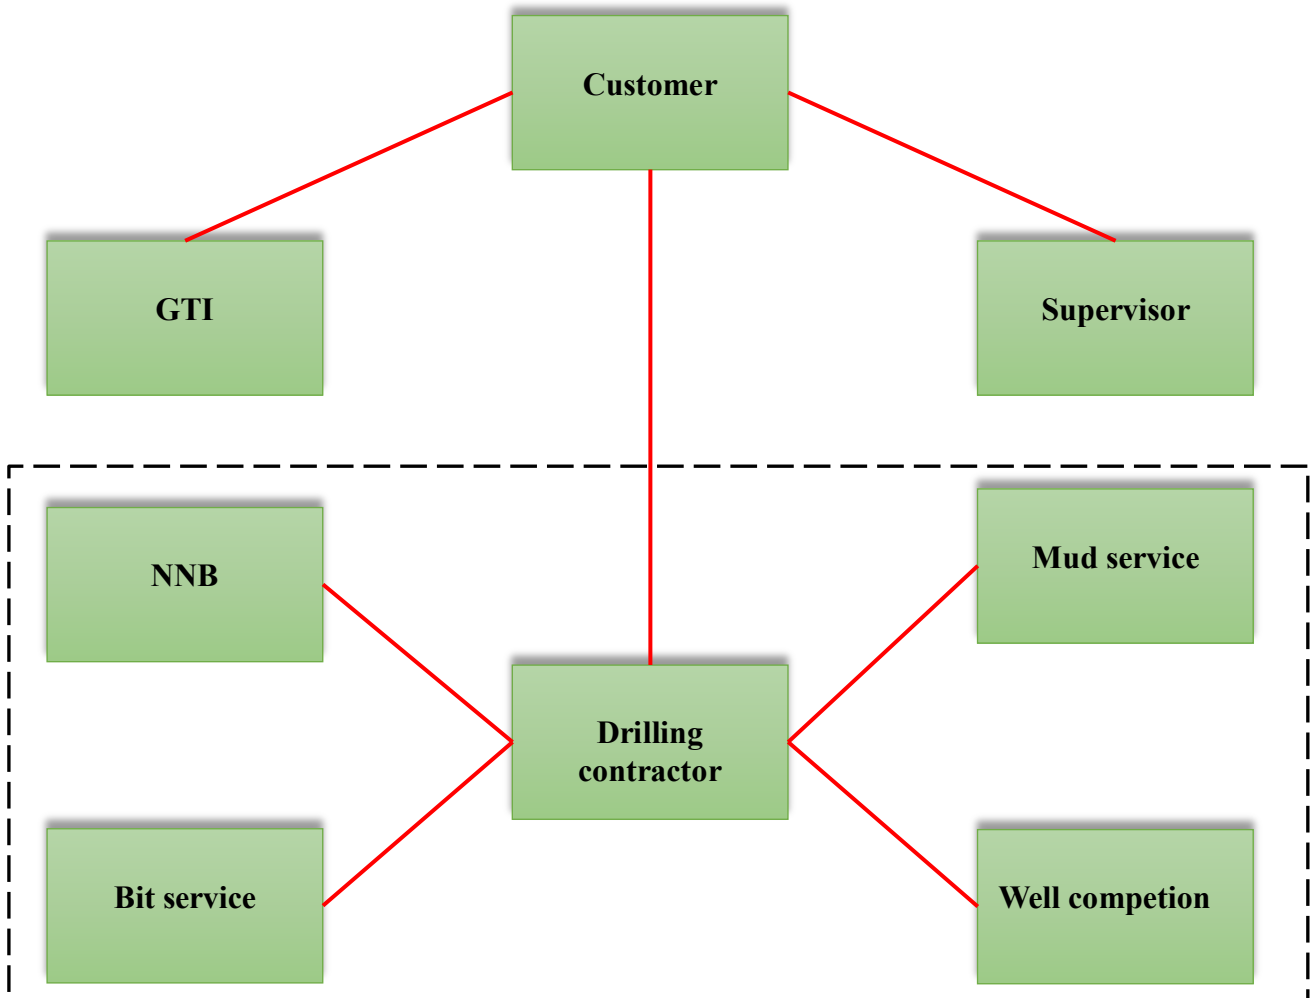 Customer
GTI
Supervisor
NNB
Mud service
Drilling
contractor
Bit service
Well competion